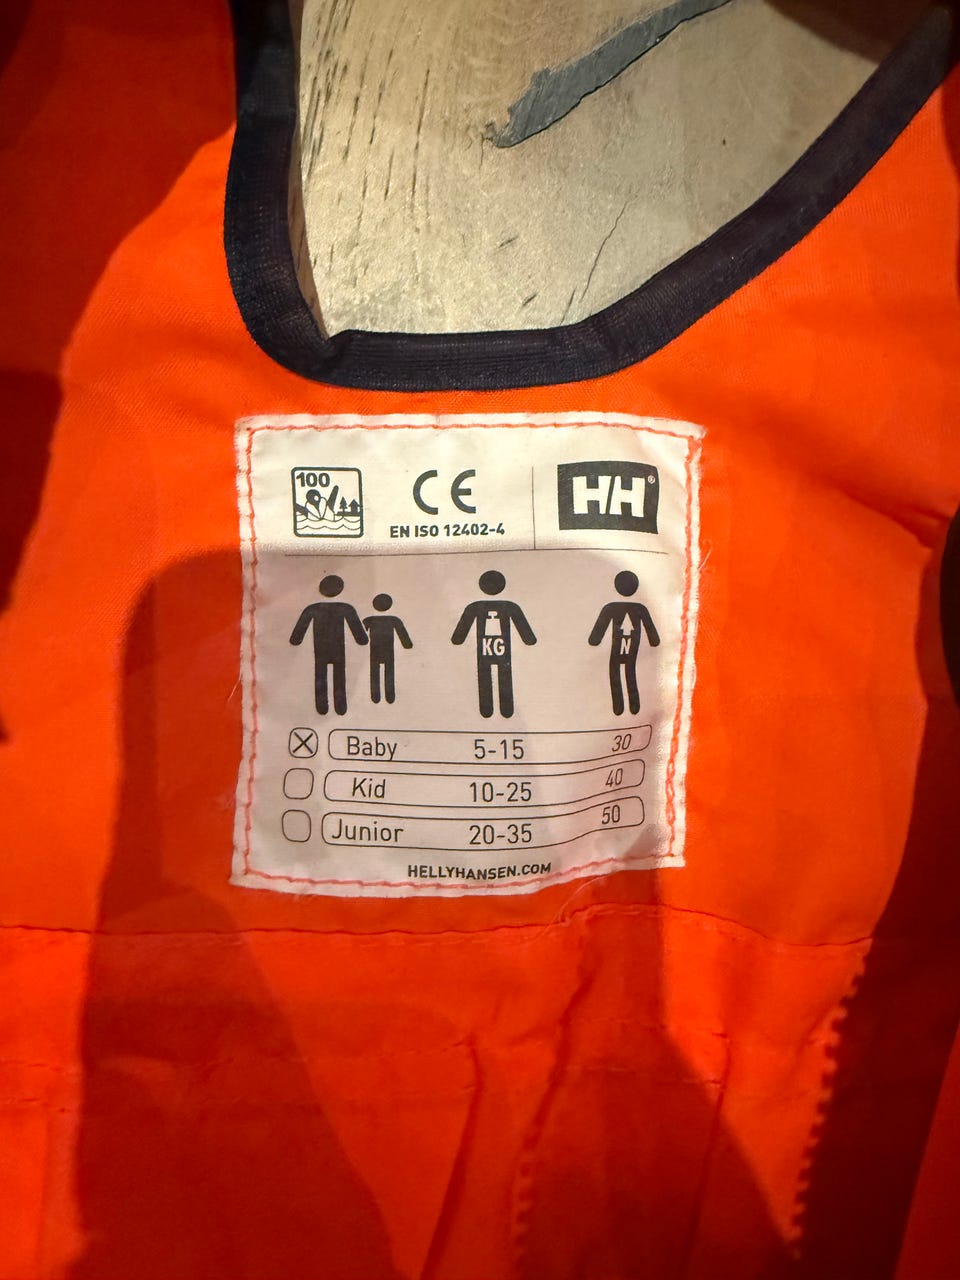 100
CE
EN ISO 12402-4
HH®
KG
N
Baby 5-15 30
Kid 10-25 40
Junior 20-35 50
HELLYHANSEN.COM